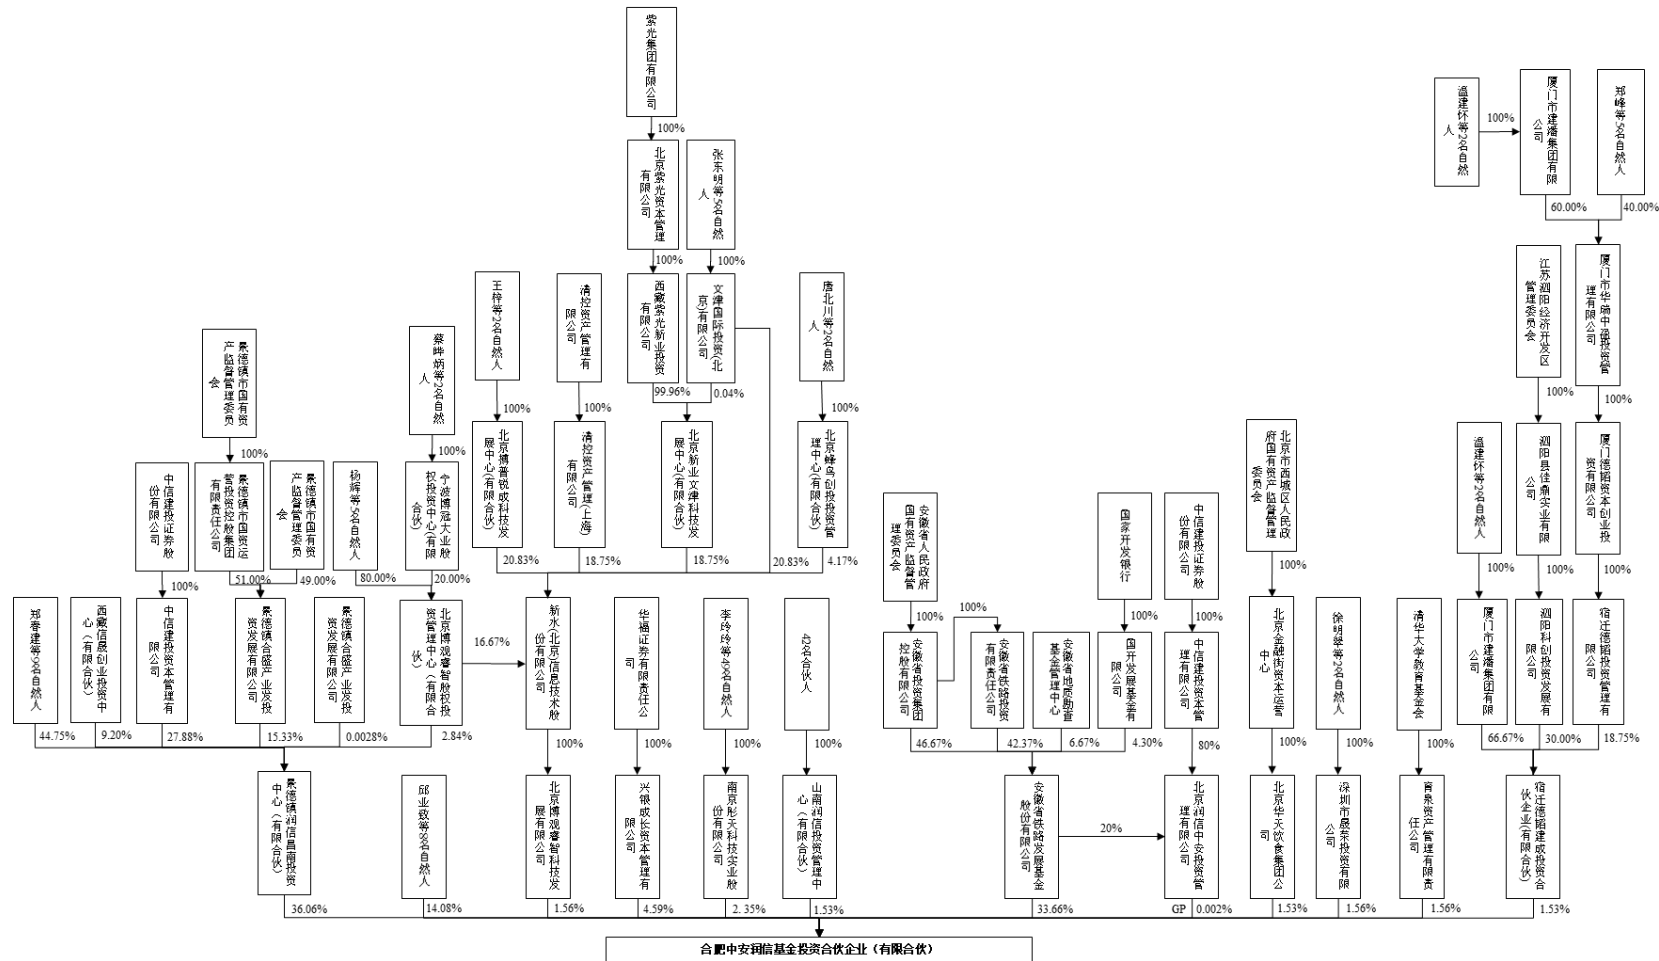 紫光集团有限公司
100%
北京紫光资本管理
有限公司
张东明等5名自然
人
100%
100%
西藏紫光新业投资
有限公司
文津国际投资(北
京)有限公司
99.96%
0.04%
王梓等2名自然人
100%
清控资产管理有
限公司
100%
唐北川等2名自然
人
100%
北京博普锐成科技发
展中心(有限合伙)
清控资产管理(上海)
有限公司
北京新业文津科技发
展中心(有限合伙)
北京蜂鸟创投投资管
理中心(有限合伙)
20.83%
18.75%
18.75%
20.83%
4.17%
景德镇市国有资
产监督管理委员
会
100%
蔡晔炳等2名自然
人
100%
中信建投证券股
份有限公司
100%
景德镇市国资运
营投资控股集团
有限责任公司
51.00%
景德镇市国有资
产监督管理委员
会
49.00%
杨辉等5名自然人
80.00%
宁波博冠大业股
权投资中心(有限
合伙)
20.00%
郑春建等9名自然人
44.75%
西藏信晟创业投资中
心（有限合伙）
9.20%
中信建投资本管理有
限公司
27.88%
景德镇合盛产业发投
资发展有限公司
15.33%
景德镇合盛产业发投
资发展有限公司
0.0028%
北京博观睿智股权投
资管理中心（有限合
伙）
2.84%
16.67%
新水(北京)信息技术股
份有限公司
100%
华福证券有限责任公
司
100%
李玲玲等49名自然人
100%
42名合伙人
100%
安徽省人民政府
国有资产监督管
理委员会
100%
安徽省投资集团
控股有限公司
100%
安徽省铁路投资
有限责任公司
安徽省地质勘查
基金管理中心
国家开发银行
100%
国开发展基金有
限公司
46.67%
42.37%
6.67%
4.30%
中信建投证券股
份有限公司
100%
中信建投资本管
理有限公司
80%
北京市西城区人民政
府国有资产监督管理
委员会
100%
北京金融街资本运营
中心
100%
徐明翠等2名自然人
100%
清华大学教育基金会
100%
温建怀等2名自然
人
100%
厦门市建潘集团有限
公司
60.00%
郑峰等5名自然人
40.00%
江苏泗阳经济开发区
管理委员会
100%
厦门市华瑞中盈投资管
理有限公司
100%
温建怀等2名自然人
100%
泗阳县佳鼎实业有限
公司
100%
厦门德韬资本创业投
资有限公司
100%
厦门市建潘集团有限
公司
66.67%
泗阳科创投资发展有
限公司
30.00%
宿迁德韬投资管理有
限公司
18.75%
景德镇润信昌南投资
中心（有限合伙）
36.06%
邱业致等8名自然人
14.08%
北京博观睿智科技发
展有限公司
1.56%
兴银成长资本管理有
限公司
4.59%
南京彤天科技实业股
份有限公司
2.35%
山南润信投资管理中
心（有限合伙）
1.53%
安徽省铁路发展基金
股份有限公司
33.66%
20%
北京润信中安投资管
理有限公司
GP
0.002%
北京华天饮食集团公
司
1.53%
深圳市晟茶投资有限
公司
1.56%
育泉资产管理有限责
任公司
1.56%
宿迁德韬建成投资合
伙企业(有限合伙)
1.53%
合肥中安润信基金投资合伙企业（有限合伙）